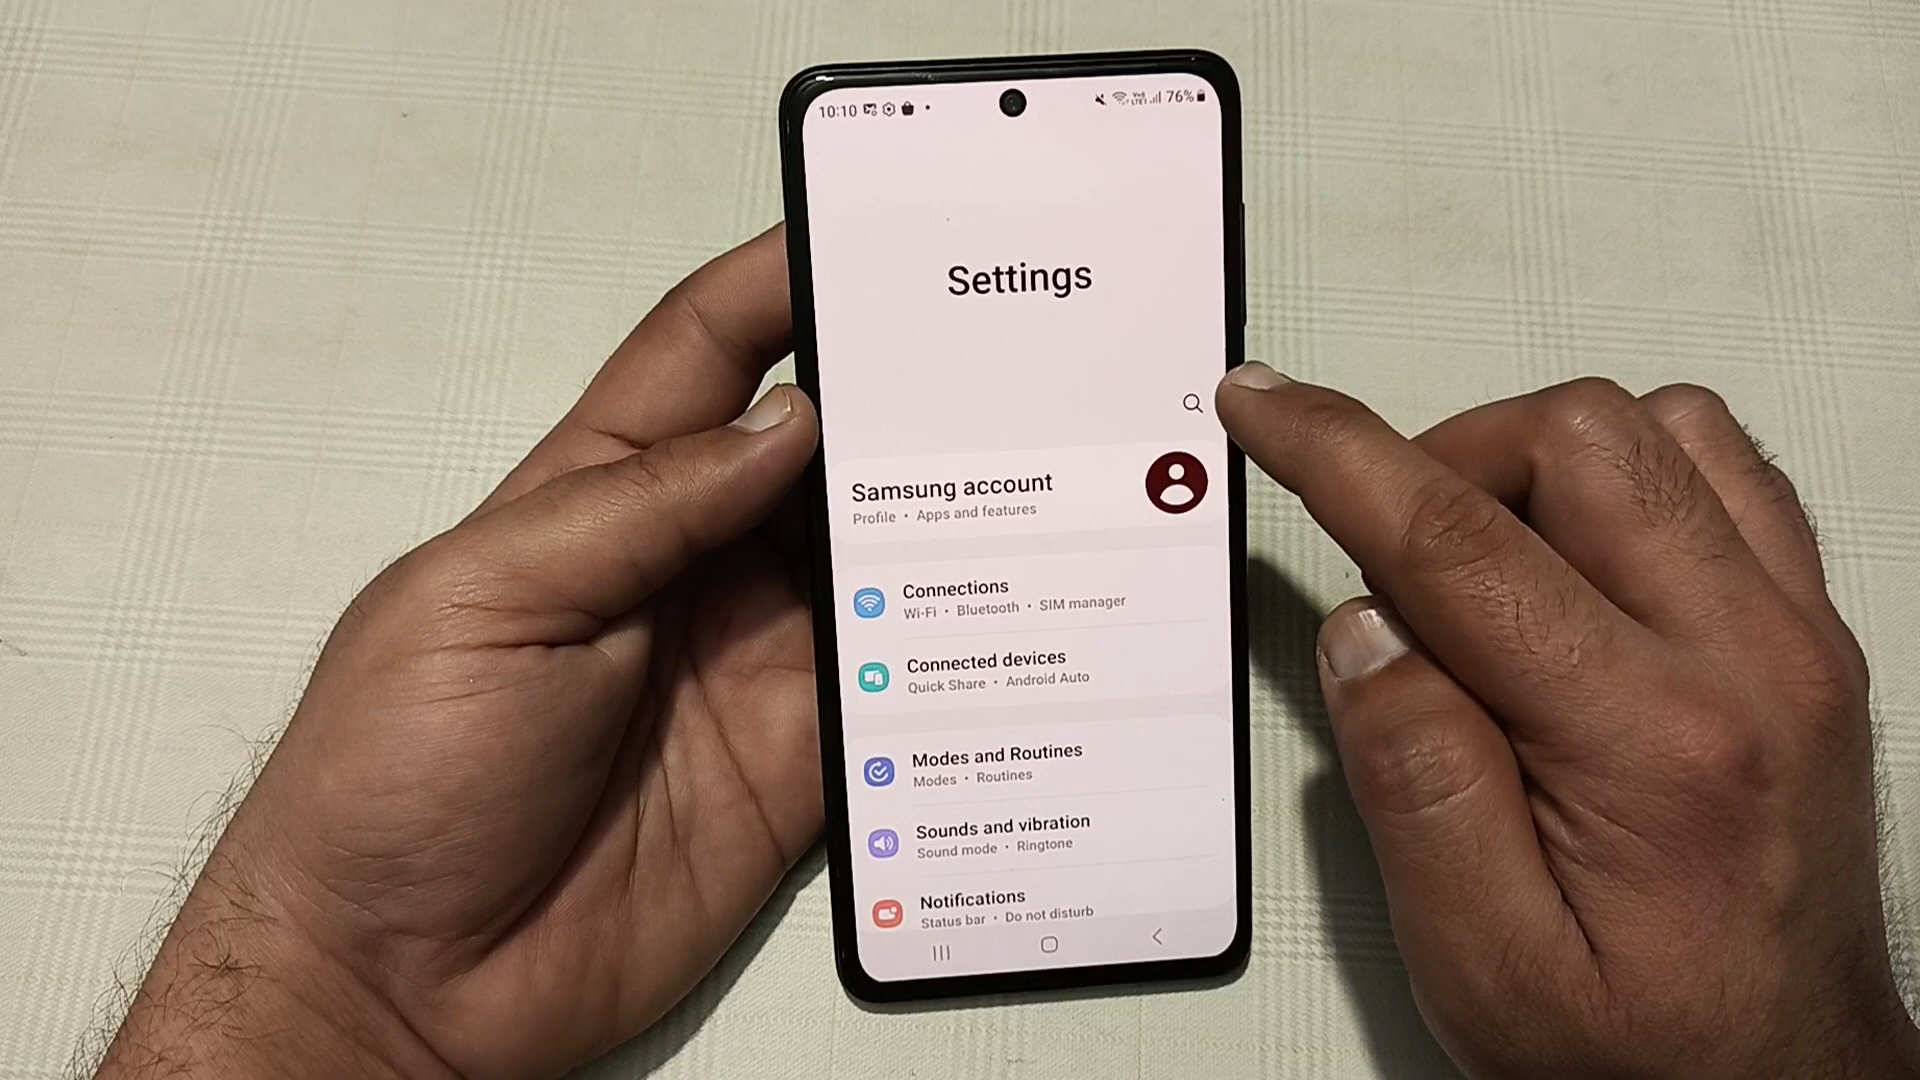 10:10
76%
Settings
Samsung account
Profile • Apps and features
Connections
Wi-Fi • Bluetooth • SIM manager
Connected devices
Quick Share • Android Auto
Modes and Routines
Modes • Routines
Sounds and vibration
Sound mode • Ringtone
Notifications
Status bar • Do not disturb